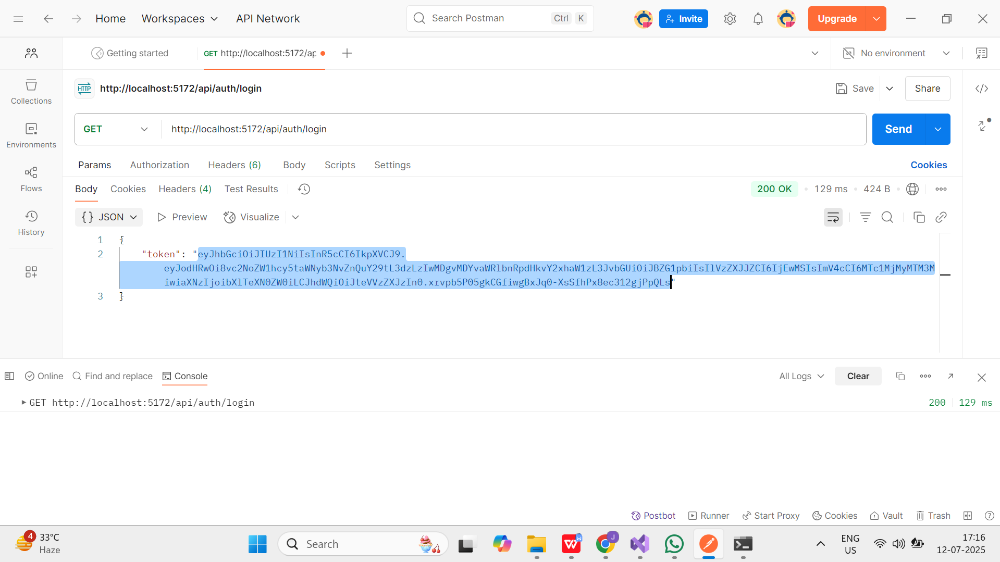 Home
Workspaces
API Network
Search Postman
Ctrl K
Invite
Upgrade
Getting started
GET http://localhost:5172/ap
No environment
Collections
Environments
Flows
History
HTTP http://localhost:5172/api/auth/login
Save
Share
GET http://localhost:5172/api/auth/login
Send
Params Authorization Headers (6) Body Scripts Settings
Cookies
Body Cookies Headers (4) Test Results
200 OK • 129 ms • 424 B
{} JSON Preview Visualize
1 {
2 "token": "eyJhbGciOiJIUzI1NiIsInR5cCI6IkpXVCJ9.
eyJodHRwOi8vc2NoZW1hcy5taWNyb3NvZnQuY29tL3dzLzIwMDgvMDYvaWRlbnRpdHkvY2xhaW1zL3JvbGUiOiJBZG1pbiIsIlVzZXJJZCI6IjEwMSIsImV4cCI6MTc1MjMyMTM3M
iwiaXNzIjoibXlTeXN0ZW0iLCJhdWQiOiJteVVzZXJzIn0.xrvpb5P05gkCGfiwgBxJq0-XsSfhPx8ec312gjPpQLs"
3 }
Online
Find and replace
Console
All Logs
Clear
GET http://localhost:5172/api/auth/login
200 129 ms
Postbot Runner Start Proxy Cookies Vault Trash
4
33°C
Haze
Search
J
W
ENG
US
17:16
12-07-2025